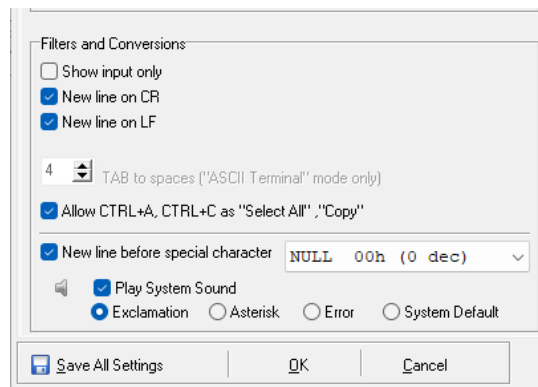 Filters and Conversions
Show input only
New line on CR
New line on LF
4 TAB to spaces ("ASCII Terminal" mode only)
Allow CTRL+A, CTRL+C as "Select All" ,"Copy"
New line before special character NULL 00h (0 dec)
Play System Sound
Exclamation Asterisk Error System Default
Save All Settings OK Cancel